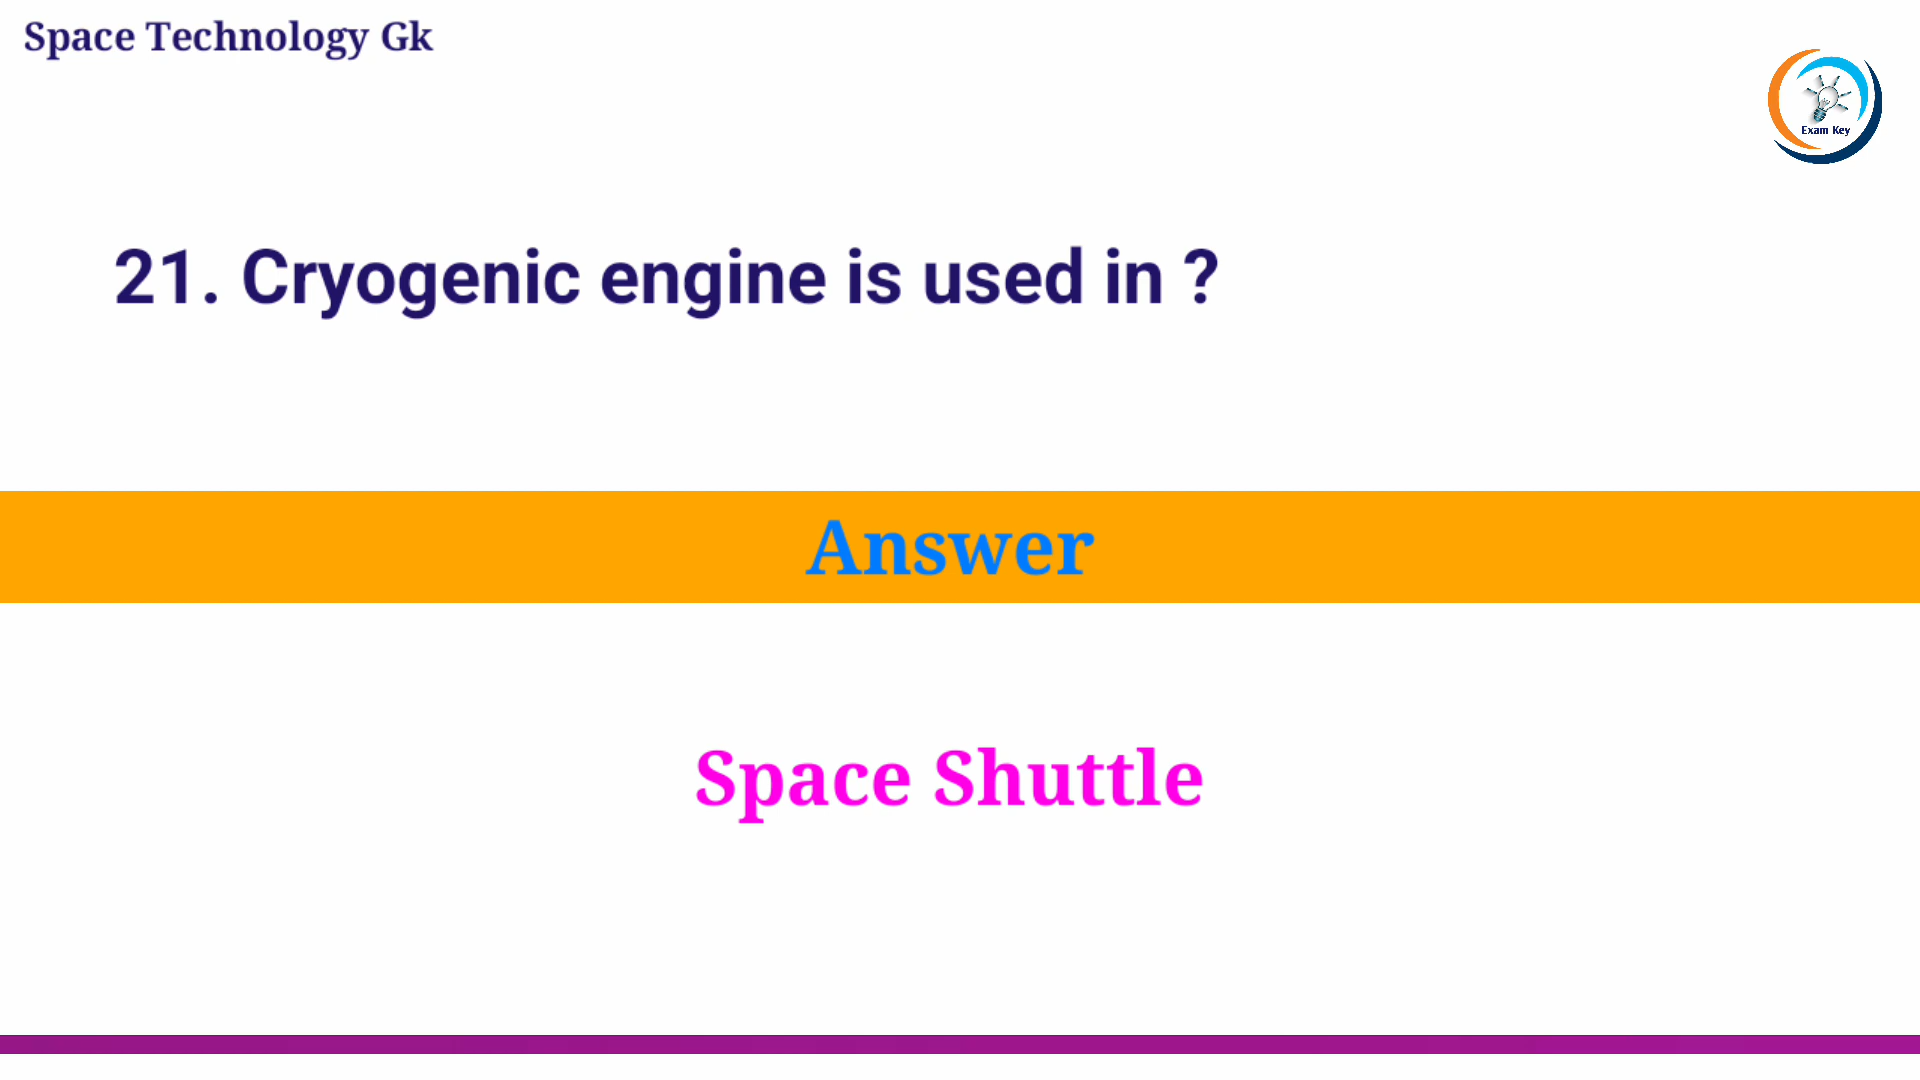 Space Technology Gk
Exam Key
21. Cryogenic engine is used in ?
Answer
Space Shuttle